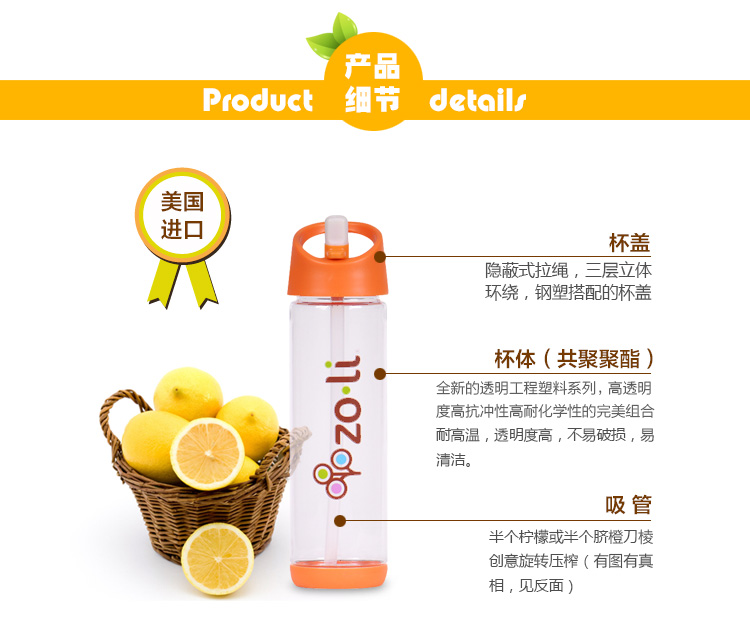 产品
Product 细节 details
美国
进口
杯盖
隐蔽式拉绳，三层立体
环绕，钢塑搭配的杯盖
zo·li
杯体（共聚聚酯）
全新的透明工程塑料系列，高透明
度高抗冲性高耐化学性的完美组合
耐高温，透明度高，不易破损，易
清洁。
吸管
半个柠檬或半个脐橙刀棱
创意旋转压榨（有图有真
相，见反面）